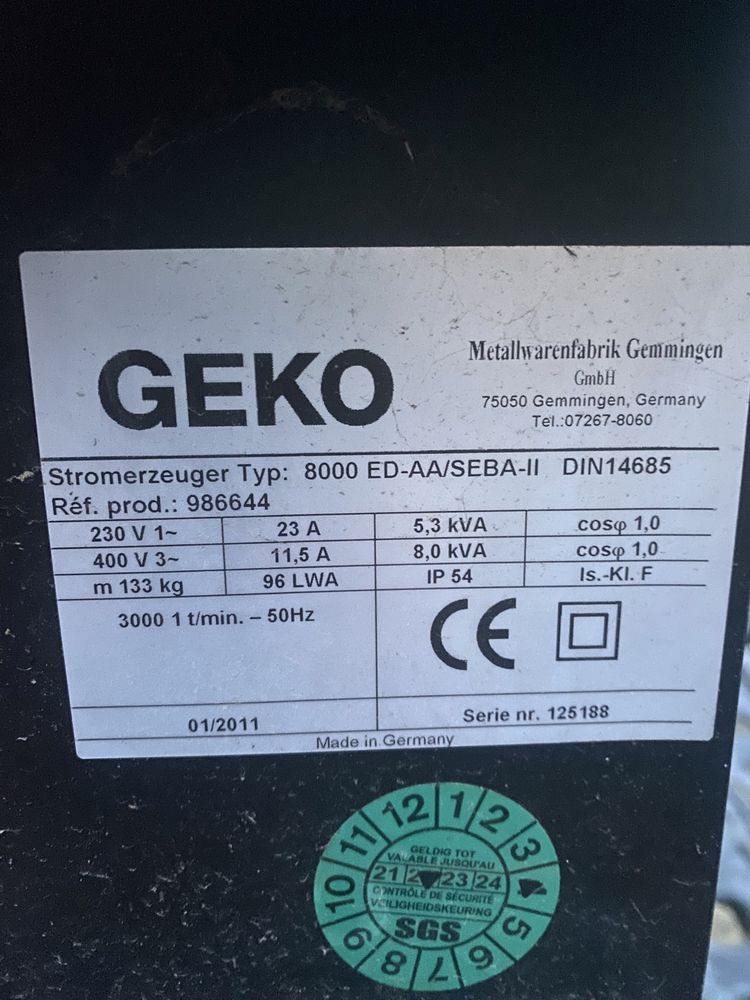 GEKO
Metallwarenfabrik Gemmingen
GmbH
75050 Gemmingen, Germany
Tel.:07267-8060
Stromerzeuger Typ: 8000 ED-AA/SEBA-II DIN14685
Réf. prod.: 986644
230 V 1~ 23 A 5,3 kVA cosφ 1,0
400 V 3~ 11,5 A 8,0 kVA cosφ 1,0
m 133 kg 96 LWA IP 54 Is.-Kl. F
3000 1 t/min. – 50Hz
CE
01/2011 Serie nr. 125188
Made in Germany
12 1 2 3 5 6 7 8 9 10 11
GELDIG TOT
VALABLE JUSQU'AU
21 2 23 24
CONTRÔLE DE SÉCURITÉ
VEILIGHEIDSKEURING
SGS